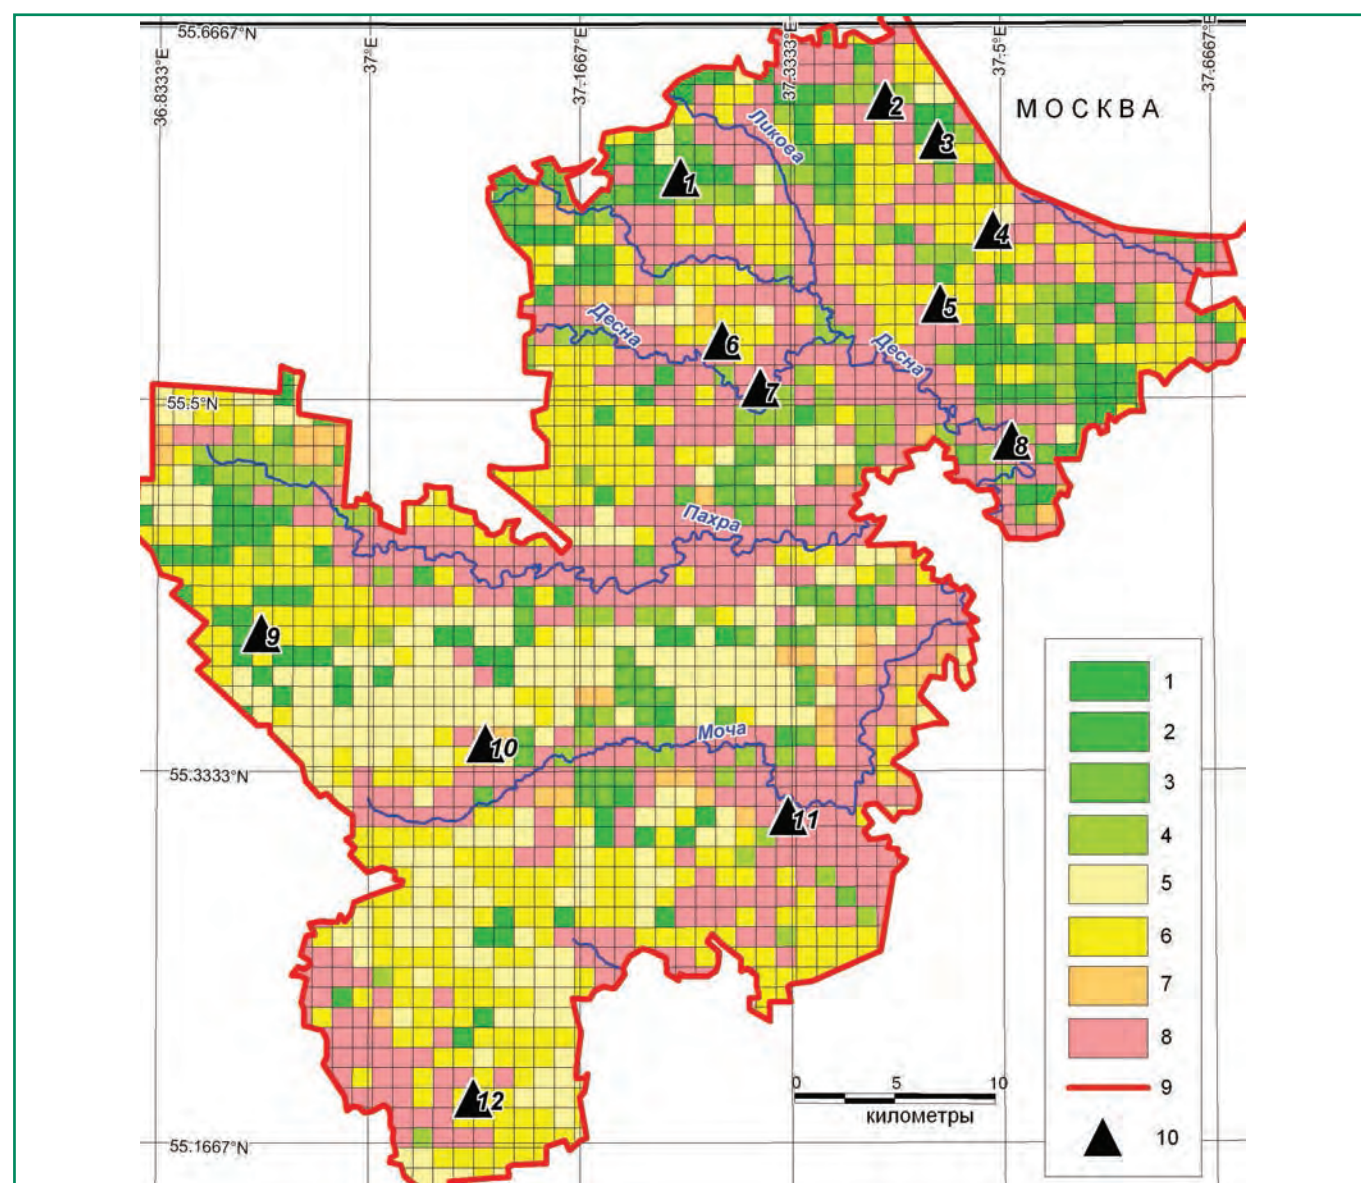 55.6667°N
36.8333°E
37°E
37.1667°E
37.3333°E
37.5°E
37.6667°E
МОСКВА
Ликова
2
3
1
4
5
Десна
6
Десна
7
55.5°N
8
Пахра
9
Моча
10
55.3333°N
11
12
55.1667°N
0 5 10
километры
1
2
3
4
5
6
7
8
9
10